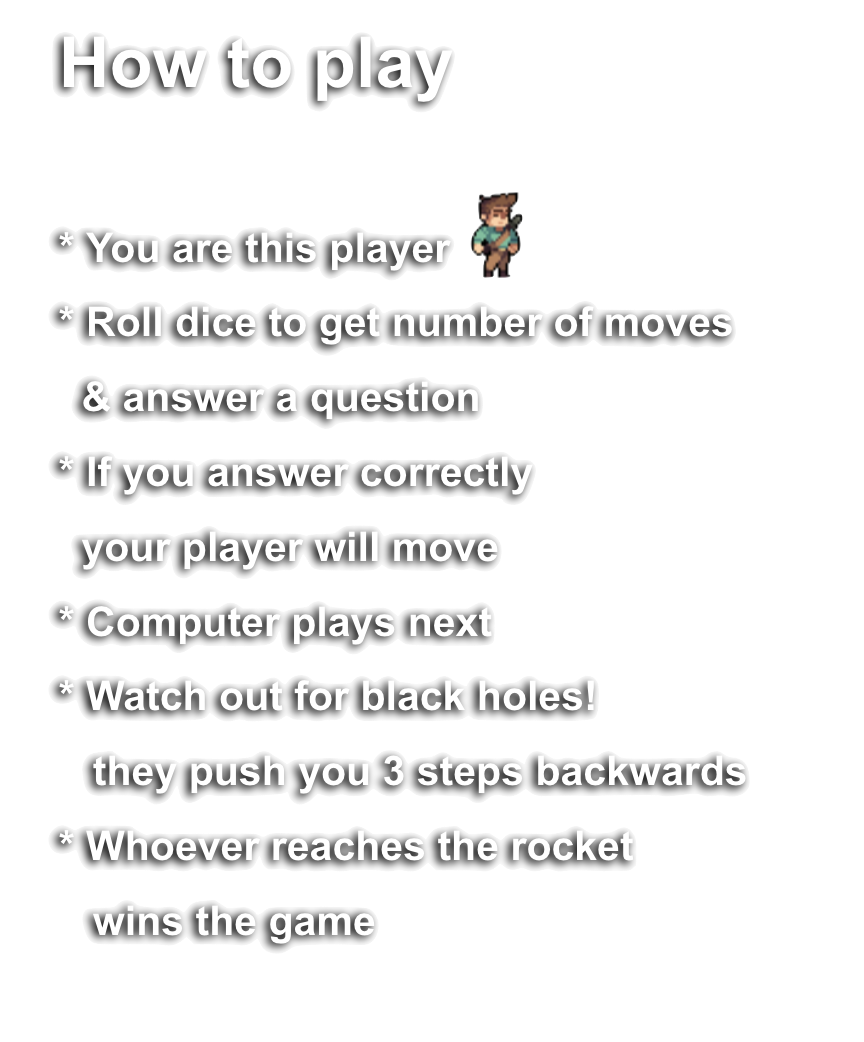 How to play
* You are this player
* Roll dice to get number of moves
& answer a question
* If you answer correctly
your player will move
* Computer plays next
* Watch out for black holes!
they push you 3 steps backwards
* Whoever reaches the rocket
wins the game